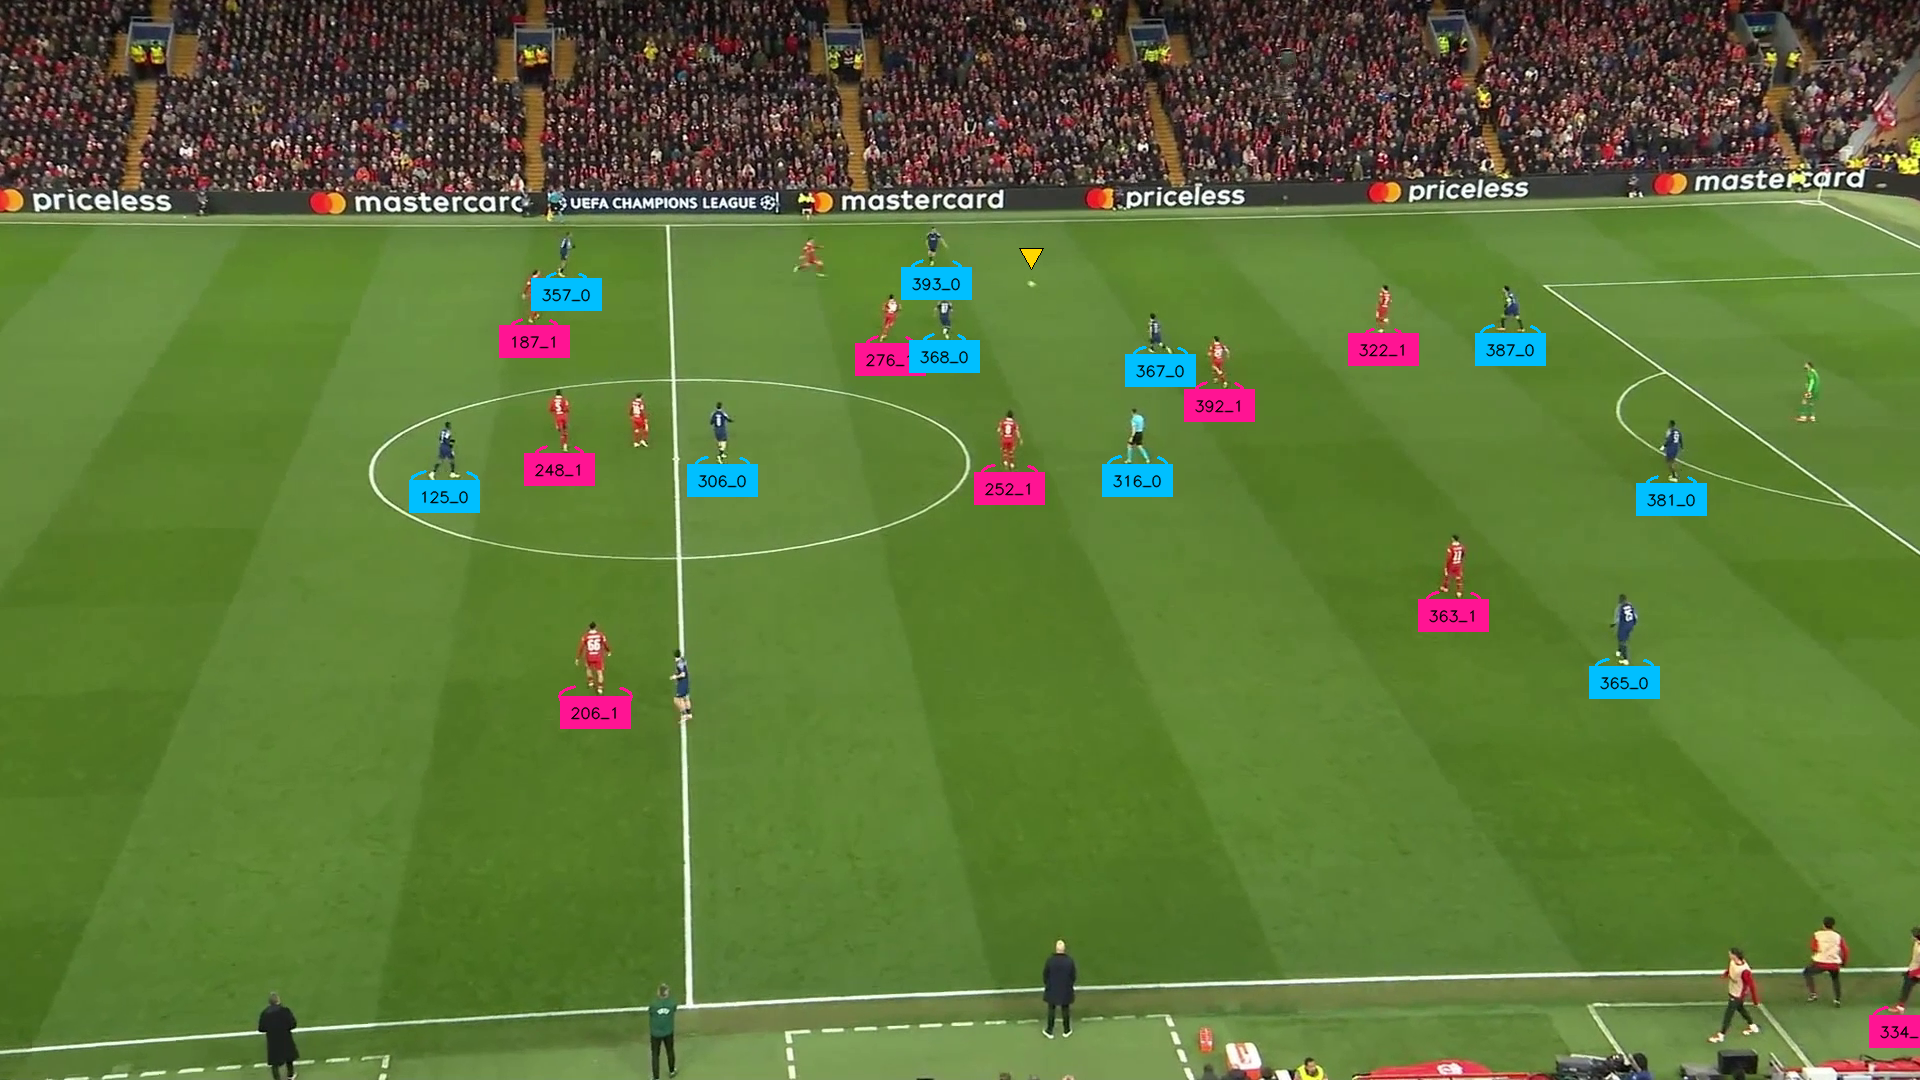 priceless
mastercard
UEFA CHAMPIONS LEAGUE
mastercard
priceless
priceless
mastercard
357_0
393_0
187_1
276_
368_0
367_0
322_1
387_0
392_1
248_1
125_0
306_0
252_1
316_0
381_0
363_1
365_0
66
206_1
334_